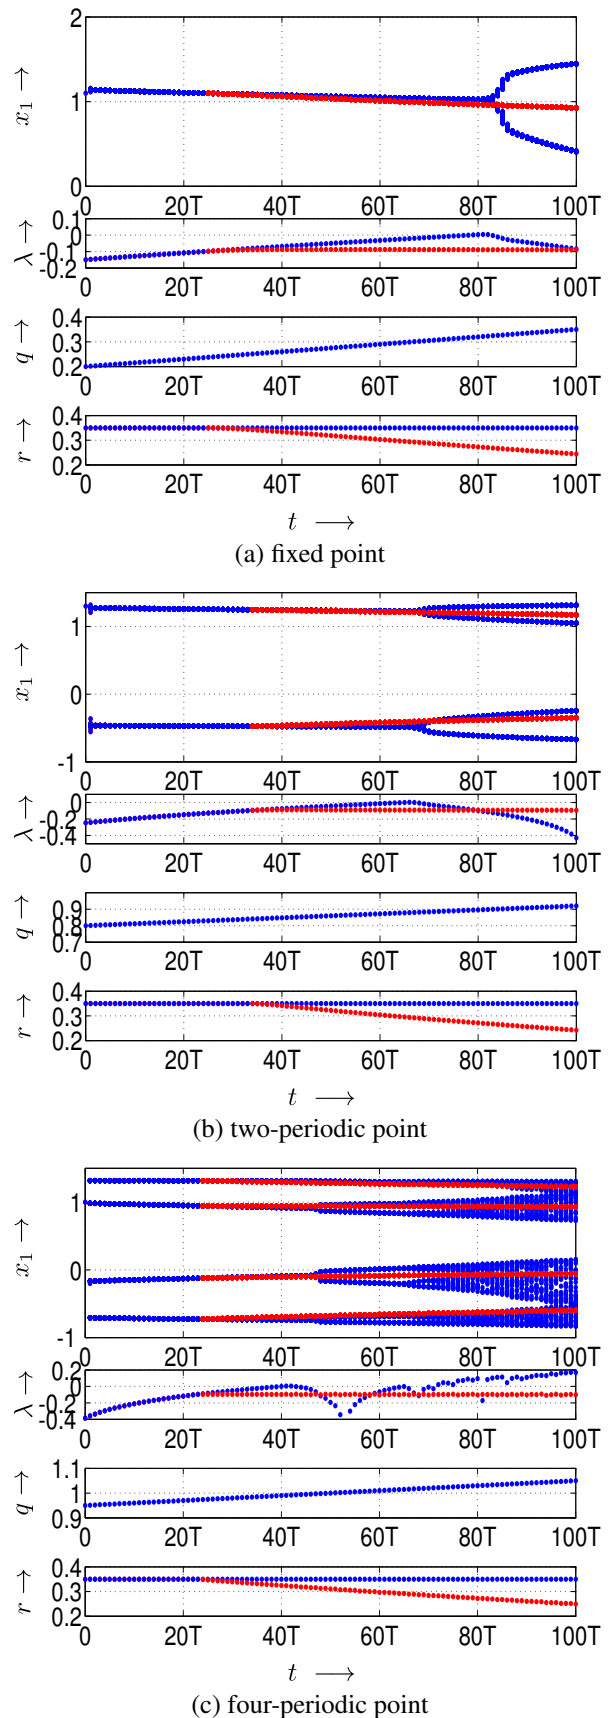 2
1
0
x₁ →
0 20T 40T 60T 80T 100T
0.1
0
-0.1
-0.2
λ →
0 20T 40T 60T 80T 100T
0.4
0.3
0.2
q →
0 20T 40T 60T 80T 100T
0.4
0.3
0.2
r →
0 20T 40T 60T 80T 100T
t ⟶
(a) fixed point
1
0
-1
x₁ →
0 20T 40T 60T 80T 100T
0
-0.2
-0.4
λ →
0 20T 40T 60T 80T 100T
0.9
0.8
0.7
q →
0 20T 40T 60T 80T 100T
0.4
0.3
0.2
r →
0 20T 40T 60T 80T 100T
t ⟶
(b) two-periodic point
1
0
-1
x₁ →
0 20T 40T 60T 80T 100T
0.2
0
-0.2
-0.4
λ →
0 20T 40T 60T 80T 100T
1.1
1
0.9
q →
0 20T 40T 60T 80T 100T
0.4
0.3
0.2
r →
0 20T 40T 60T 80T 100T
t ⟶
(c) four-periodic point